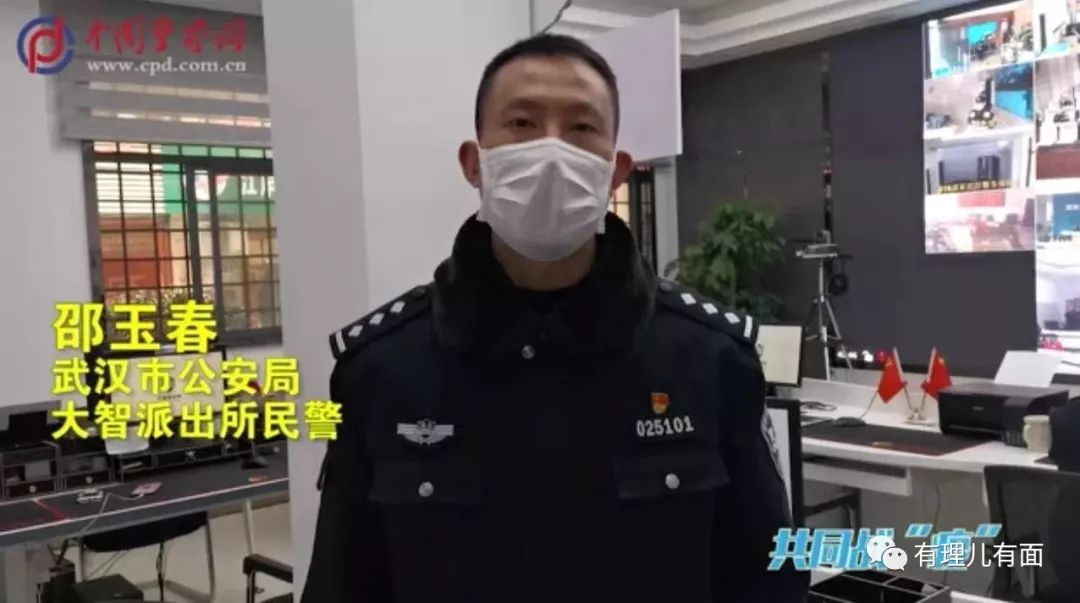 中国警察网
www.cpd.com.cn
邵玉春
武汉市公安局
大智派出所民警
025101
共同战“疫”
有理儿有面